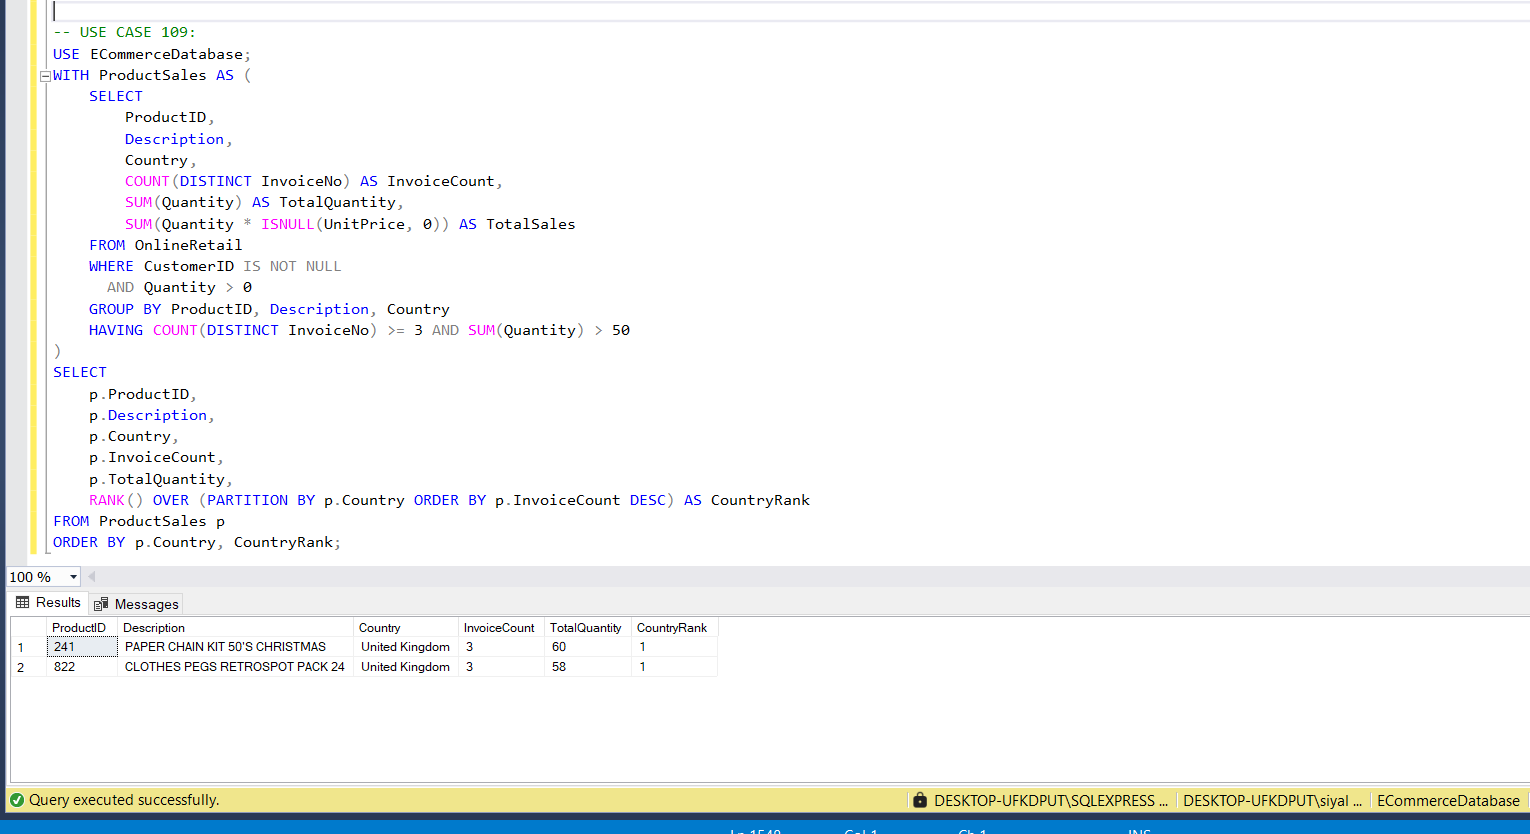 -- USE CASE 109:
USE ECommerceDatabase;
WITH ProductSales AS (
    SELECT
        ProductID,
        Description,
        Country,
        COUNT(DISTINCT InvoiceNo) AS InvoiceCount,
        SUM(Quantity) AS TotalQuantity,
        SUM(Quantity * ISNULL(UnitPrice, 0)) AS TotalSales
    FROM OnlineRetail
    WHERE CustomerID IS NOT NULL
      AND Quantity > 0
    GROUP BY ProductID, Description, Country
    HAVING COUNT(DISTINCT InvoiceNo) >= 3 AND SUM(Quantity) > 50
)
SELECT
    p.ProductID,
    p.Description,
    p.Country,
    p.InvoiceCount,
    p.TotalQuantity,
    RANK() OVER (PARTITION BY p.Country ORDER BY p.InvoiceCount DESC) AS CountryRank
FROM ProductSales p
ORDER BY p.Country, CountryRank;
100 %
Results Messages
ProductID Description Country InvoiceCount TotalQuantity CountryRank
1 241 PAPER CHAIN KIT 50'S CHRISTMAS United Kingdom 3 60 1
2 822 CLOTHES PEGS RETROSPOT PACK 24 United Kingdom 3 58 1
Query executed successfully. DESKTOP-UFKDPUT\SQLEXPRESS ... DESKTOP-UFKDPUT\siyal ... ECommerceDatabase